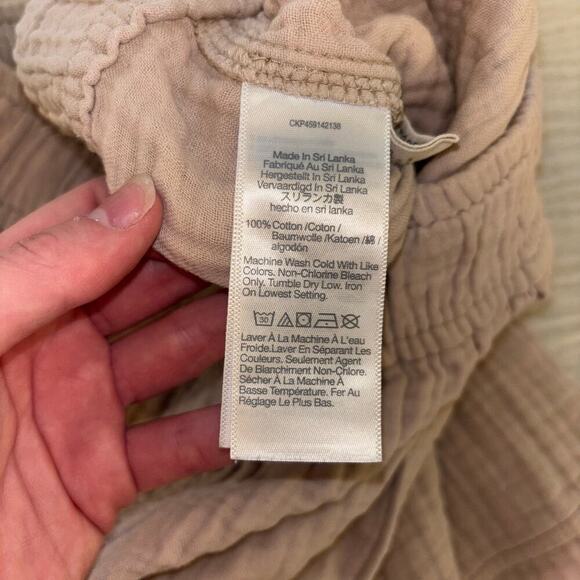 CKP459142138
Made In Sri Lanka
Fabriqué Au Sri Lanka
Hergestellt In Sri Lanka
Vervaardigd In Sri Lanka
スリランカ製
hecho en sri lanka
100% Cotton /Coton /
Baumwolle /Katoen /綿 /
algodón
Machine Wash Cold With Like
Colors. Non-Chlorine Bleach
Only. Tumble Dry Low. Iron
On Lowest Setting.
30
Laver À La Machine À L'eau
Froide.Laver En Séparant Les
Couleurs. Seulement Agent
De Blanchiment Non-Chlore.
Sécher À La Machine À
Basse Température. Fer Au
Réglage Le Plus Bas.